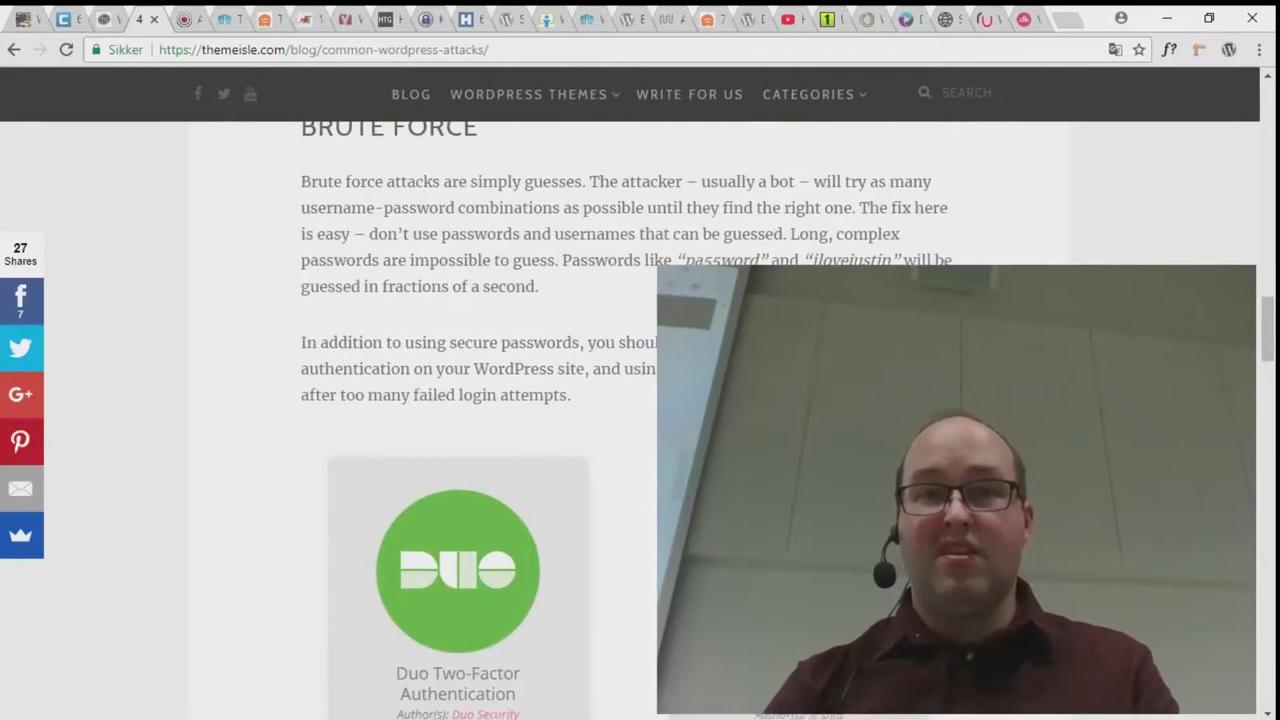 4
Sikker
https://themeisle.com/blog/common-wordpress-attacks/
f?
BLOG WORDPRESS THEMES WRITE FOR US CATEGORIES SEARCH ...
BRUTE FORCE
Brute force attacks are simply guesses. The attacker – usually a bot – will try as many
username-password combinations as possible until they find the right one. The fix here
is easy – don’t use passwords and usernames that can be guessed. Long, complex
passwords are impossible to guess. Passwords like “pa55word” and “ilovejustin” will be
guessed in fractions of a second.
In addition to using secure passwords, you shoul
authentication on your WordPress site, and usin
after too many failed login attempts.
27
Shares
7
G+
DUO
Duo Two-Factor
Authentication
Author(s): Duo Security